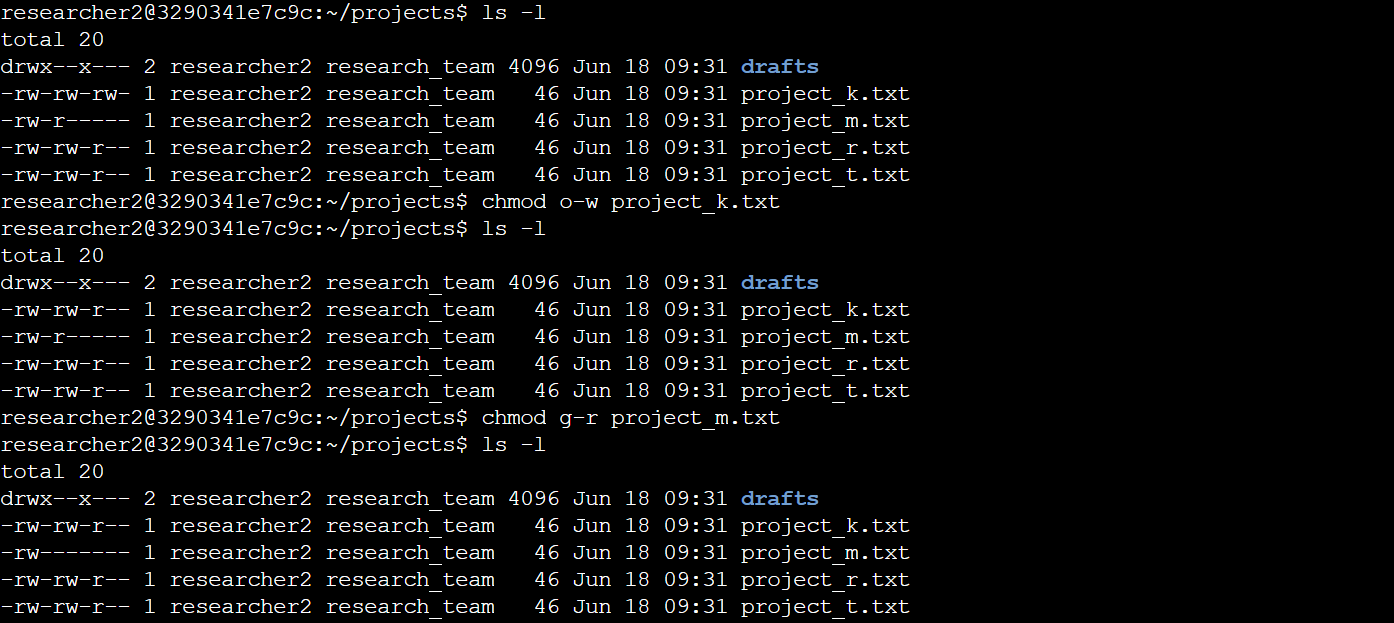 researcher2@3290341e7c9c:~/projects$ ls -l
total 20
drwx--x--- 2 researcher2 research_team 4096 Jun 18 09:31 drafts
-rw-rw-rw- 1 researcher2 research_team   46 Jun 18 09:31 project_k.txt
-rw-r----- 1 researcher2 research_team   46 Jun 18 09:31 project_m.txt
-rw-rw-r-- 1 researcher2 research_team   46 Jun 18 09:31 project_r.txt
-rw-rw-r-- 1 researcher2 research_team   46 Jun 18 09:31 project_t.txt
researcher2@3290341e7c9c:~/projects$ chmod o-w project_k.txt
researcher2@3290341e7c9c:~/projects$ ls -l
total 20
drwx--x--- 2 researcher2 research_team 4096 Jun 18 09:31 drafts
-rw-rw-r-- 1 researcher2 research_team   46 Jun 18 09:31 project_k.txt
-rw-r----- 1 researcher2 research_team   46 Jun 18 09:31 project_m.txt
-rw-rw-r-- 1 researcher2 research_team   46 Jun 18 09:31 project_r.txt
-rw-rw-r-- 1 researcher2 research_team   46 Jun 18 09:31 project_t.txt
researcher2@3290341e7c9c:~/projects$ chmod g-r project_m.txt
researcher2@3290341e7c9c:~/projects$ ls -l
total 20
drwx--x--- 2 researcher2 research_team 4096 Jun 18 09:31 drafts
-rw-rw-r-- 1 researcher2 research_team   46 Jun 18 09:31 project_k.txt
-rw------- 1 researcher2 research_team   46 Jun 18 09:31 project_m.txt
-rw-rw-r-- 1 researcher2 research_team   46 Jun 18 09:31 project_r.txt
-rw-rw-r-- 1 researcher2 research_team   46 Jun 18 09:31 project_t.txt